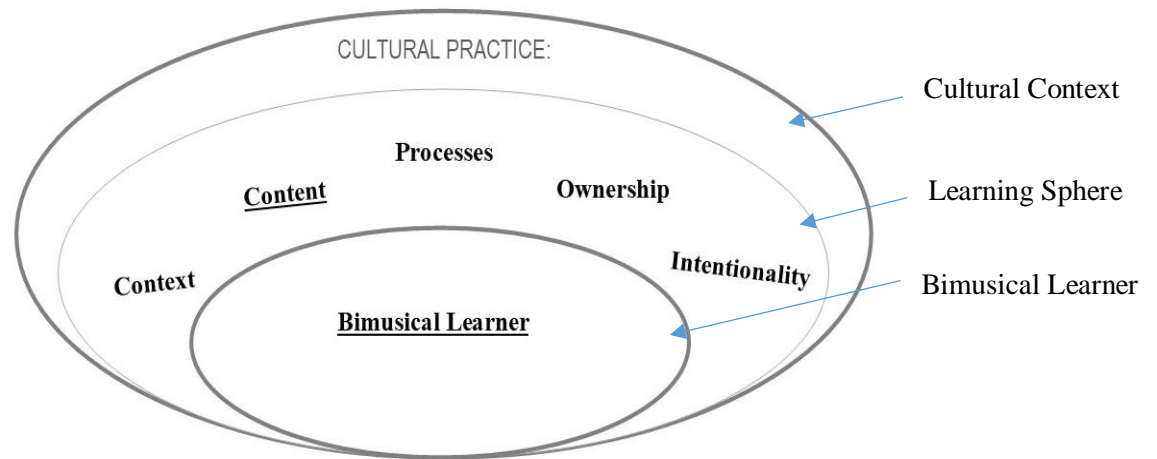 CULTURAL PRACTICE:
Cultural Context
Processes
Content
Ownership
Learning Sphere
Context
Intentionality
Bimusical Learner
Bimusical Learner